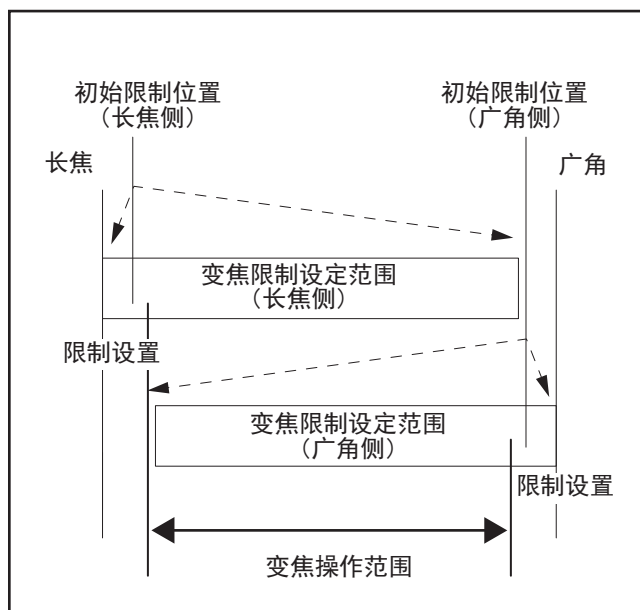 初始限制位置
（长焦侧）
初始限制位置
（广角侧）
长焦
广角
变焦限制设定范围
（长焦侧）
限制设置
变焦限制设定范围
（广角侧）
限制设置
变焦操作范围